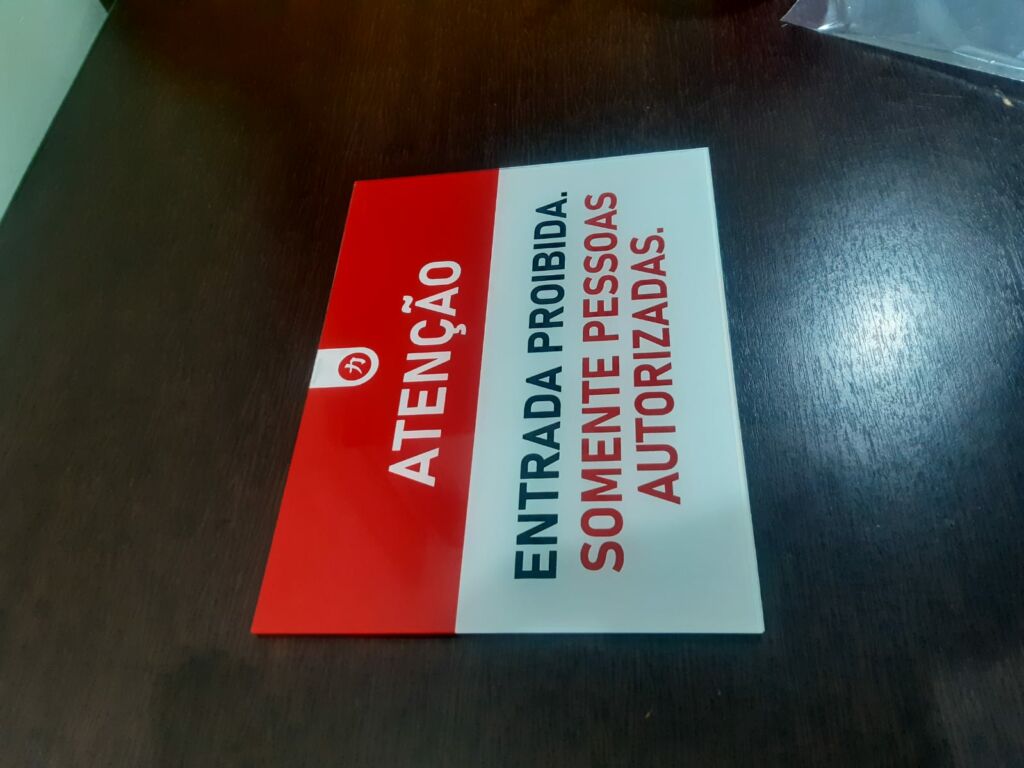 ATENÇÃO
ENTRADA PROIBIDA.
SOMENTE PESSOAS
AUTORIZADAS.